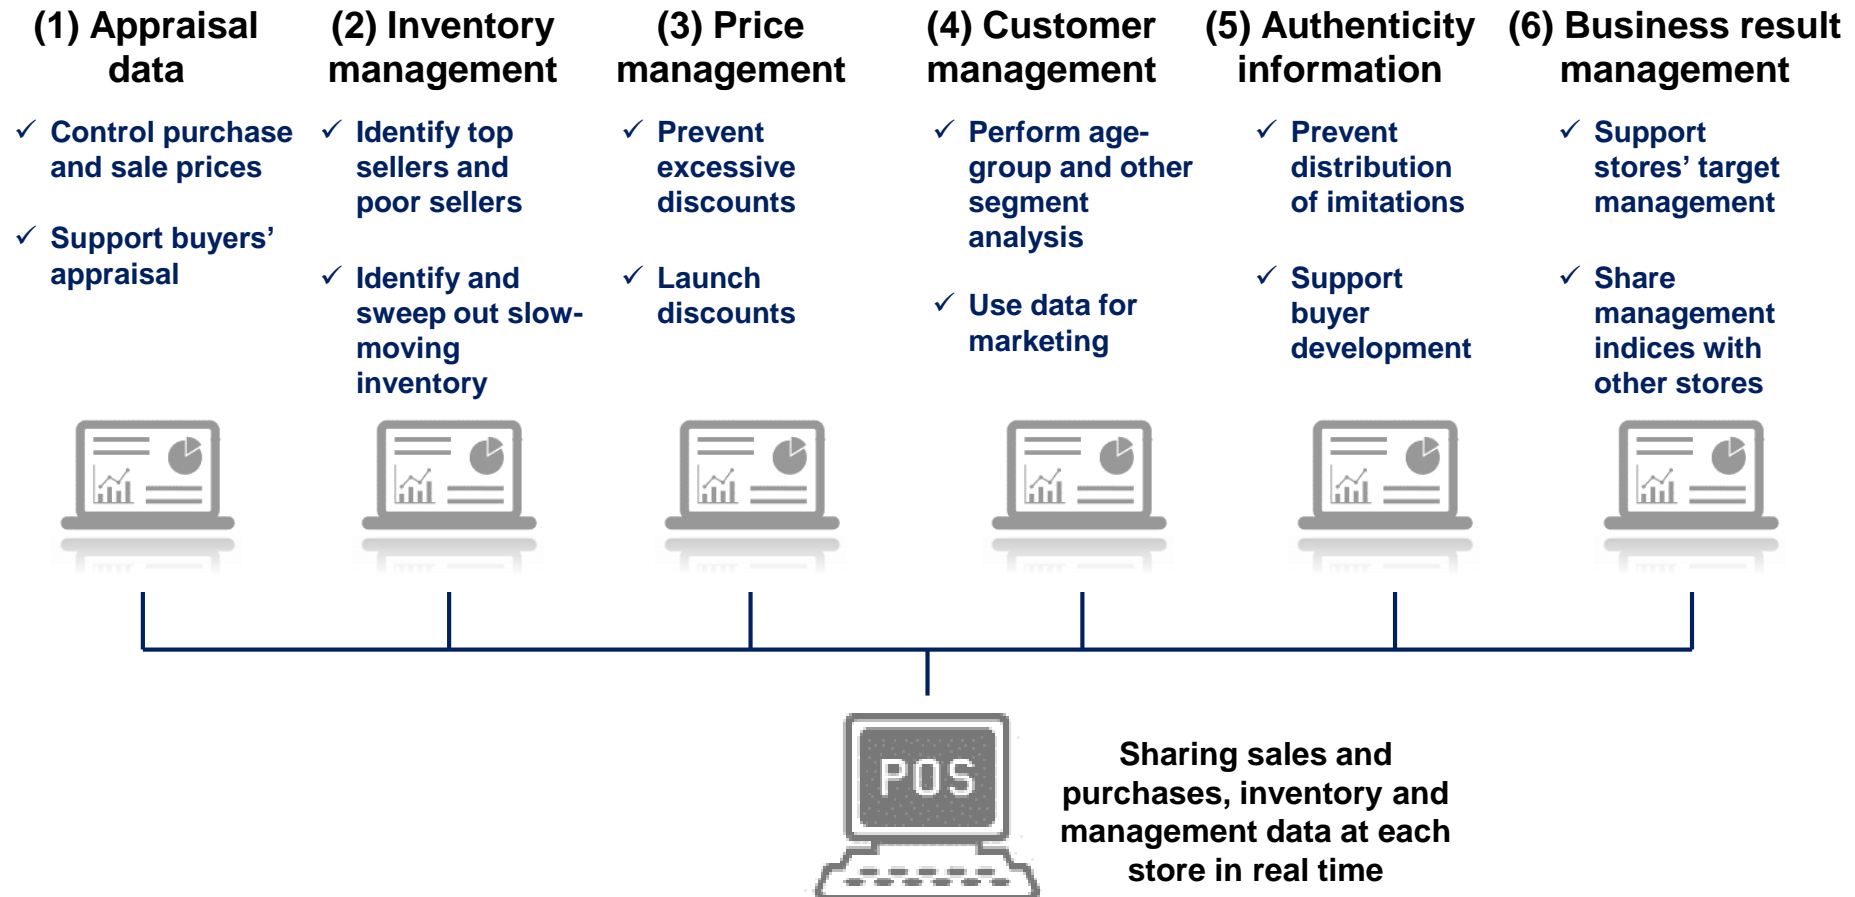 (1) Appraisal
data
✓ Control purchase
and sale prices
✓ Support buyers’
appraisal
(2) Inventory
management
✓ Identify top
sellers and
poor sellers
✓ Identify and
sweep out slow-
moving
inventory
(3) Price
management
✓ Prevent
excessive
discounts
✓ Launch
discounts
(4) Customer
management
✓ Perform age-
group and other
segment
analysis
✓ Use data for
marketing
(5) Authenticity
information
✓ Prevent
distribution
of imitations
✓ Support
buyer
development
(6) Business result
management
✓ Support
stores’ target
management
✓ Share
management
indices with
other stores
POS
Sharing sales and
purchases, inventory and
management data at each
store in real time